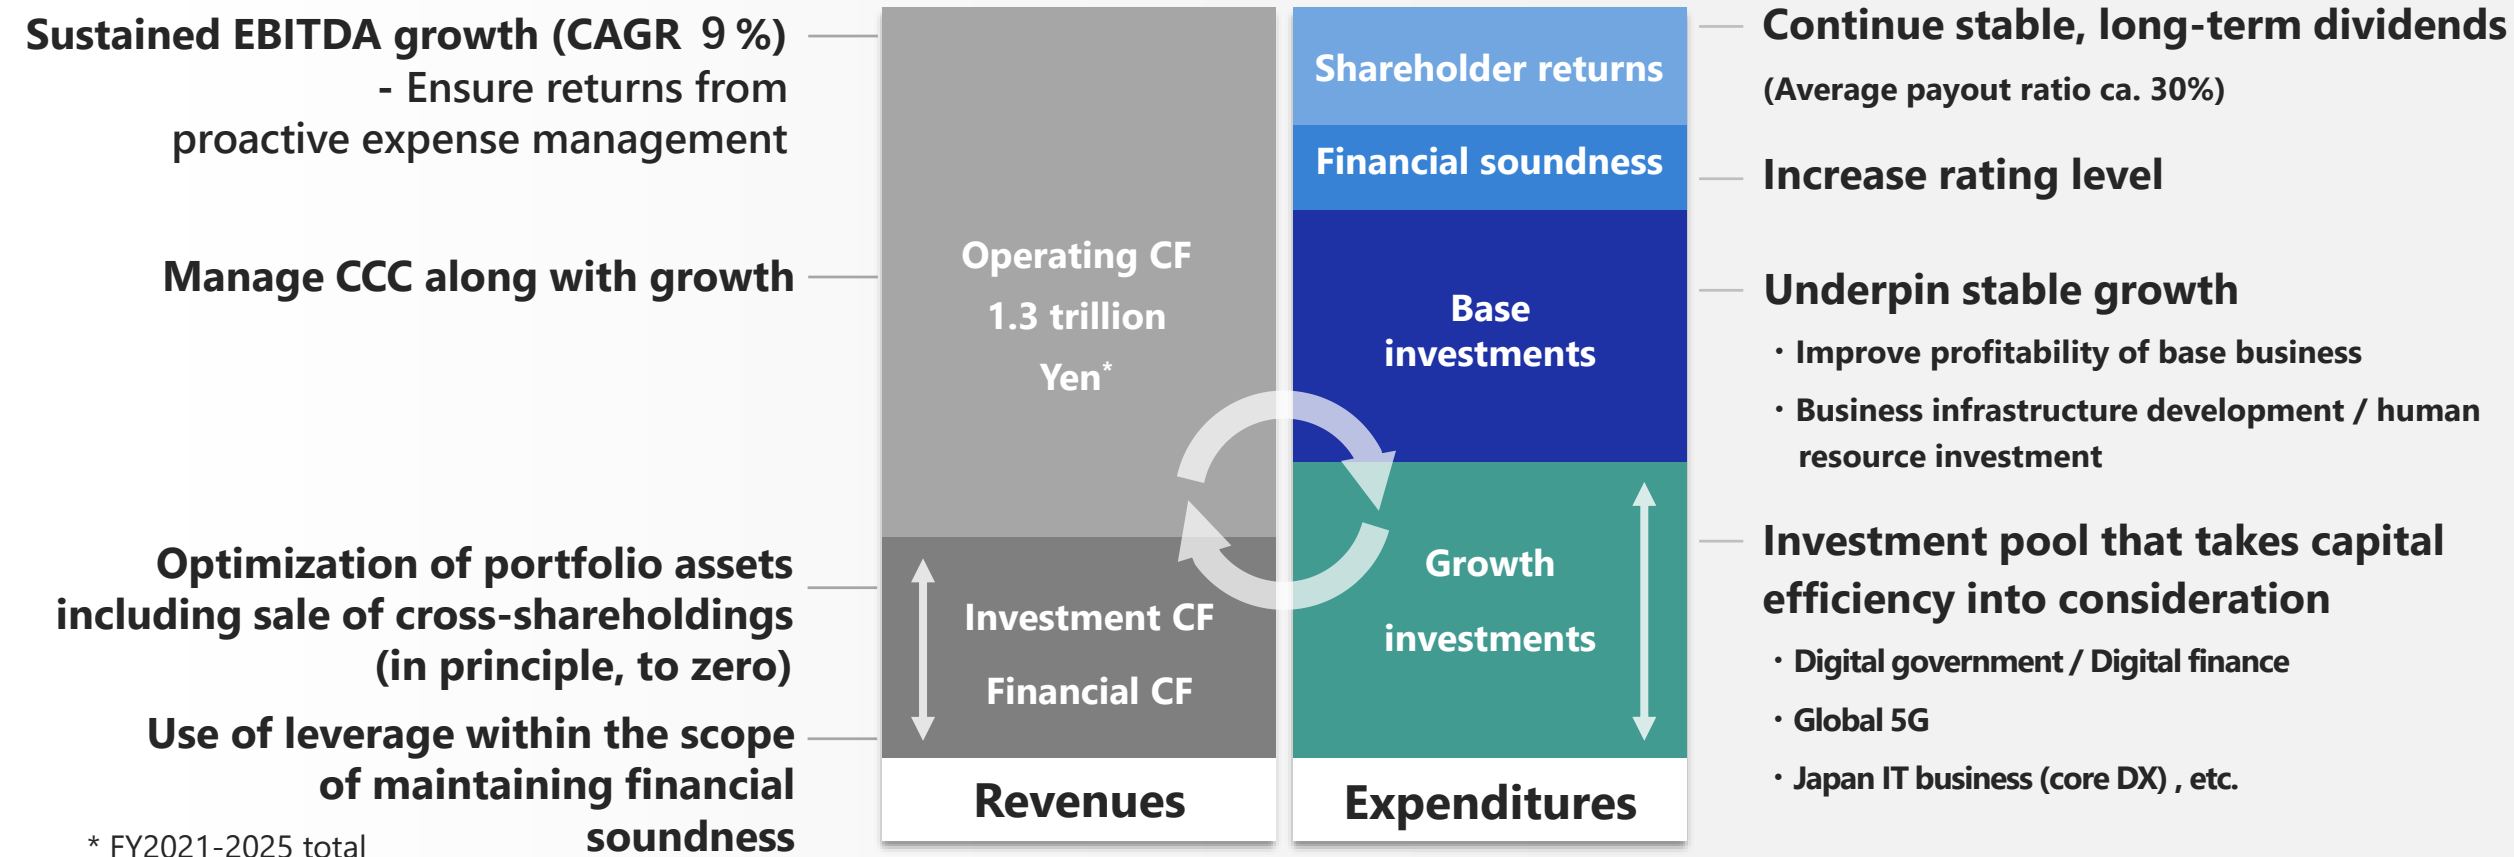 Sustained EBITDA growth (CAGR ９%)
- Ensure returns from
proactive expense management
Manage CCC along with growth
Optimization of portfolio assets
including sale of cross-shareholdings
(in principle, to zero)
Use of leverage within the scope
of maintaining financial
soundness
* FY2021-2025 total
Operating CF
1.3 trillion
Yen*
Investment CF
Financial CF
Revenues
Shareholder returns
Financial soundness
Base
investments
Growth
investments
Expenditures
Continue stable, long-term dividends
(Average payout ratio ca. 30%)
Increase rating level
Underpin stable growth
・Improve profitability of base business
・Business infrastructure development / human
resource investment
Investment pool that takes capital
efficiency into consideration
・Digital government / Digital finance
・Global 5G
・Japan IT business (core DX) , etc.